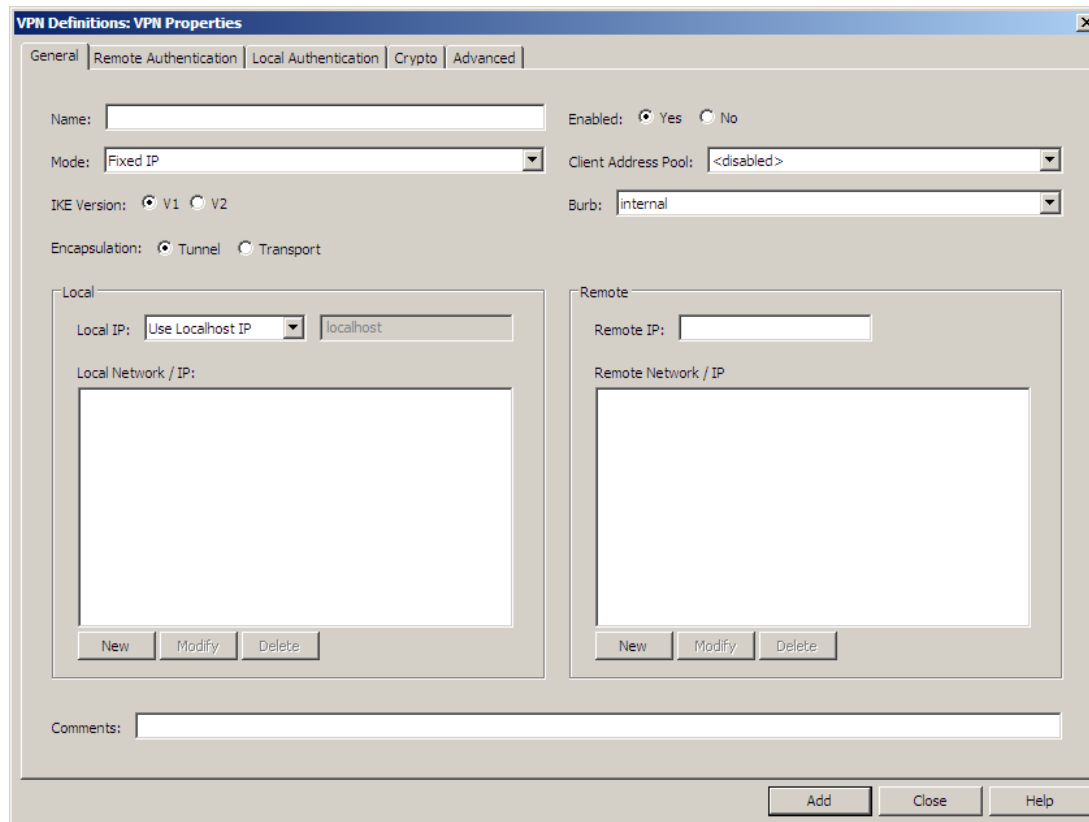 VPN Definitions: VPN Properties
General Remote Authentication Local Authentication Crypto Advanced
Name: Enabled: Yes No
Mode: Fixed IP Client Address Pool: <disabled>
IKE Version: V1 V2 Burb: internal
Encapsulation: Tunnel Transport
Local Remote
Local IP: Use Localhost IP localhost Remote IP:
Local Network / IP: Remote Network / IP
New Modify Delete New Modify Delete
Comments:
Add Close Help